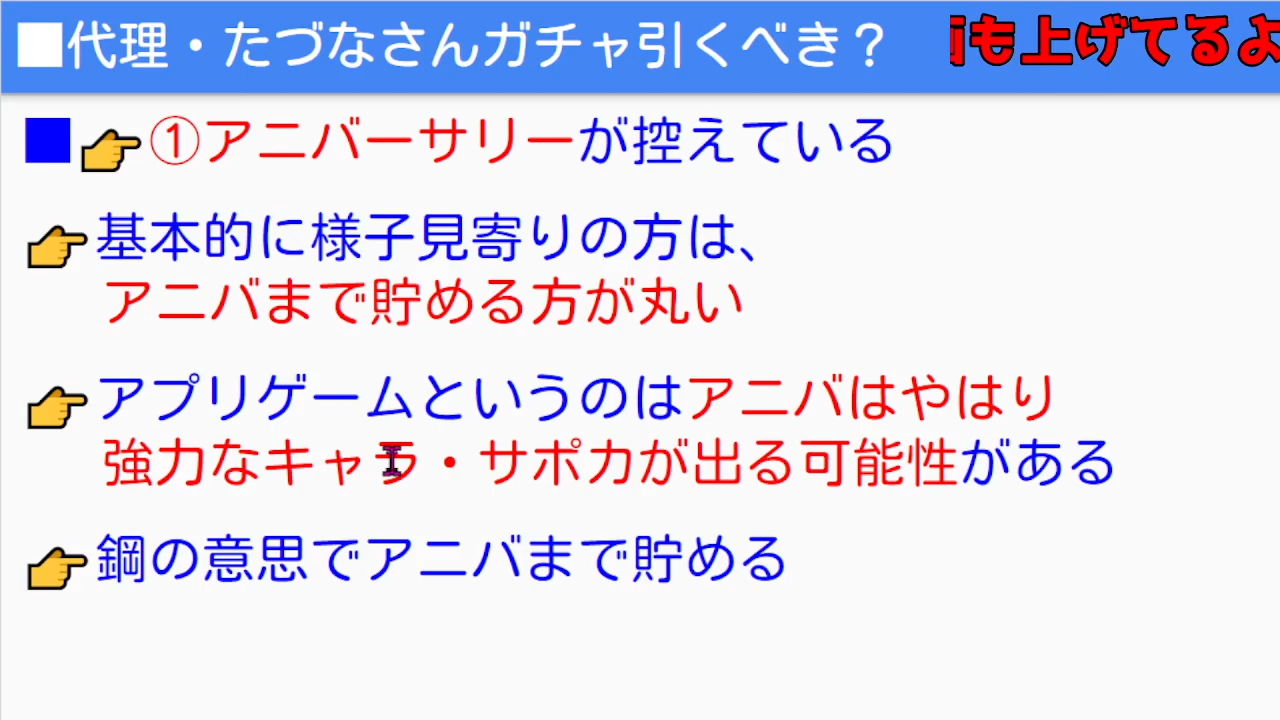 ■代理・たづなさんガチャ引くべき？
も上げてるよ
■👉①アニバーサリーが控えている
👉基本的に様子見寄りの方は、
アニバまで貯める方が丸い
👉アプリゲームというのはアニバはやはり
強力なキャラ・サポカが出る可能性がある
👉鋼の意思でアニバまで貯める